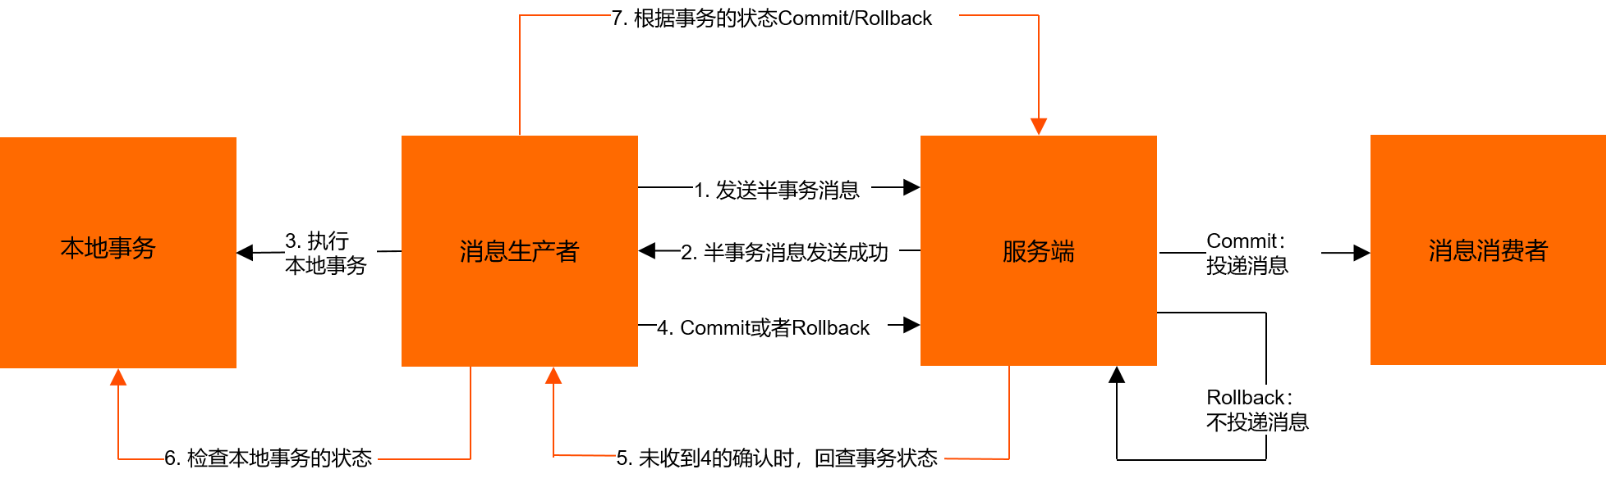 7. 根据事务的状态Commit/Rollback
本地事务
3. 执行
本地事务
消息生产者
1. 发送半事务消息
2. 半事务消息发送成功
4. Commit或者Rollback
服务端
Commit：
投递消息
消息消费者
Rollback：
不投递消息
6. 检查本地事务的状态
5. 未收到4的确认时，回查事务状态